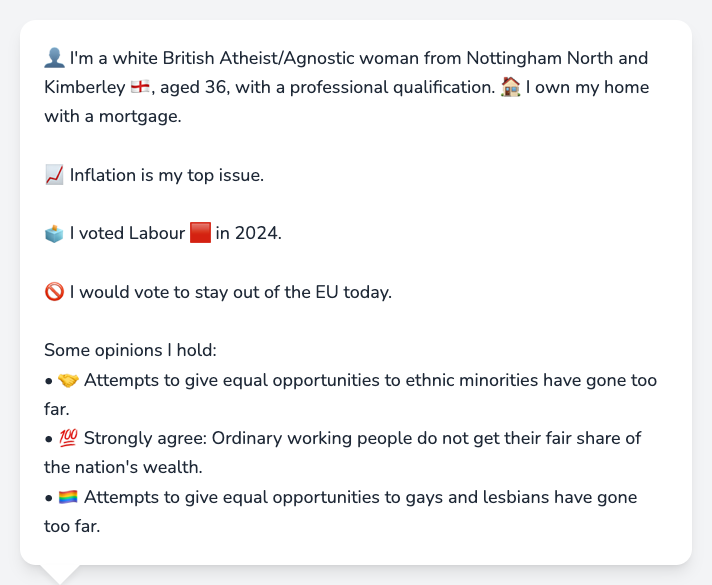 👤 I'm a white British Atheist/Agnostic woman from Nottingham North and
Kimberley 🏴󠁧󠁢󠁥󠁮󠁧󠁿, aged 36, with a professional qualification. 🏠 I own my home
with a mortgage.
📈 Inflation is my top issue.
🗳️ I voted Labour 🟥 in 2024.
🚫 I would vote to stay out of the EU today.
Some opinions I hold:
• 🤝 Attempts to give equal opportunities to ethnic minorities have gone too
far.
• 💯 Strongly agree: Ordinary working people do not get their fair share of
the nation's wealth.
• 🏳️‍🌈 Attempts to give equal opportunities to gays and lesbians have gone
too far.